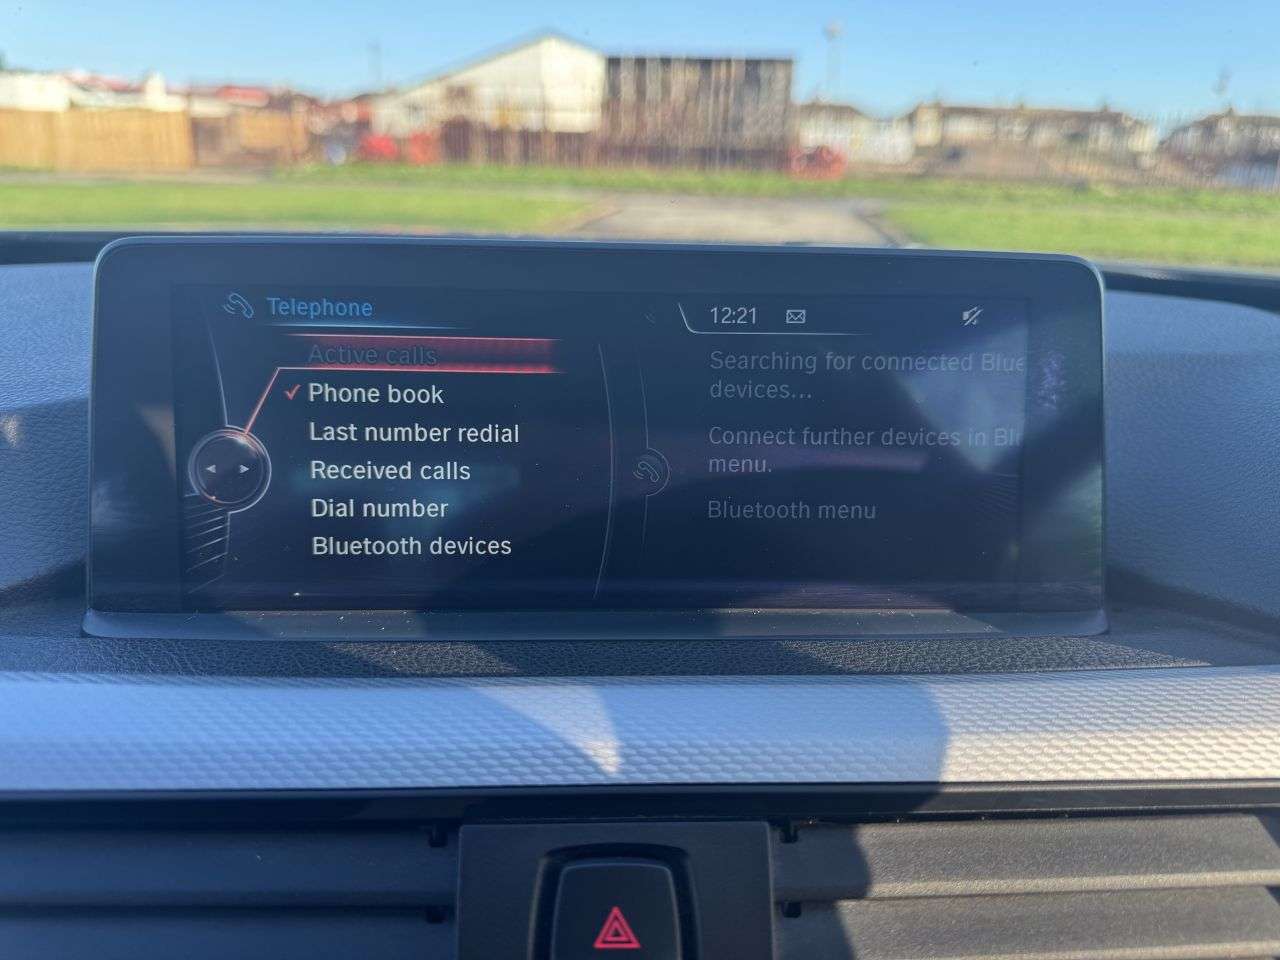 Telephone
12:21
Active calls
Phone book
Last number redial
Received calls
Dial number
Bluetooth devices
Searching for connected Blue
devices...
Connect further devices in Bl
menu.
Bluetooth menu